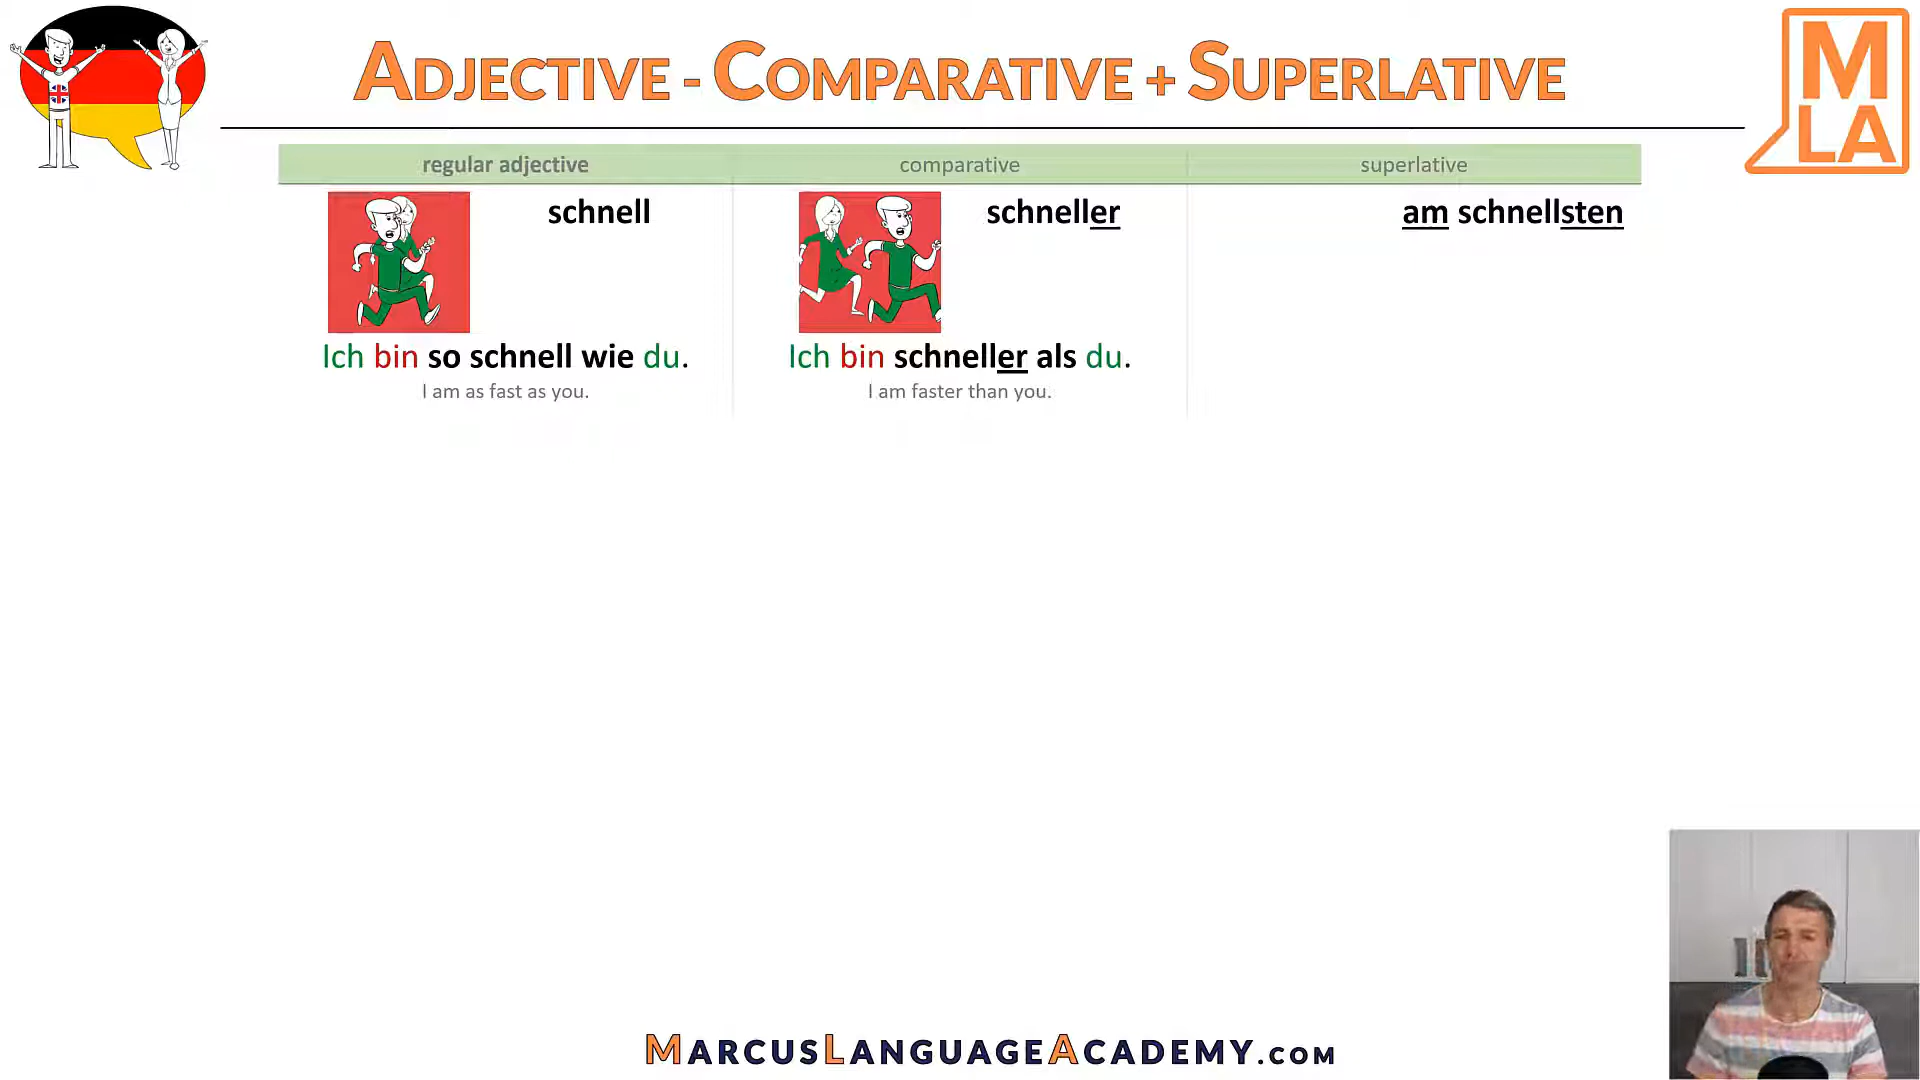 ADJECTIVE - COMPARATIVE + SUPERLATIVE
M
LA
regular adjective comparative superlative
schnell schneller am schnellsten
Ich bin so schnell wie du. Ich bin schneller als du.
I am as fast as you. I am faster than you.
MARCUSLANGUAGEACADEMY.COM